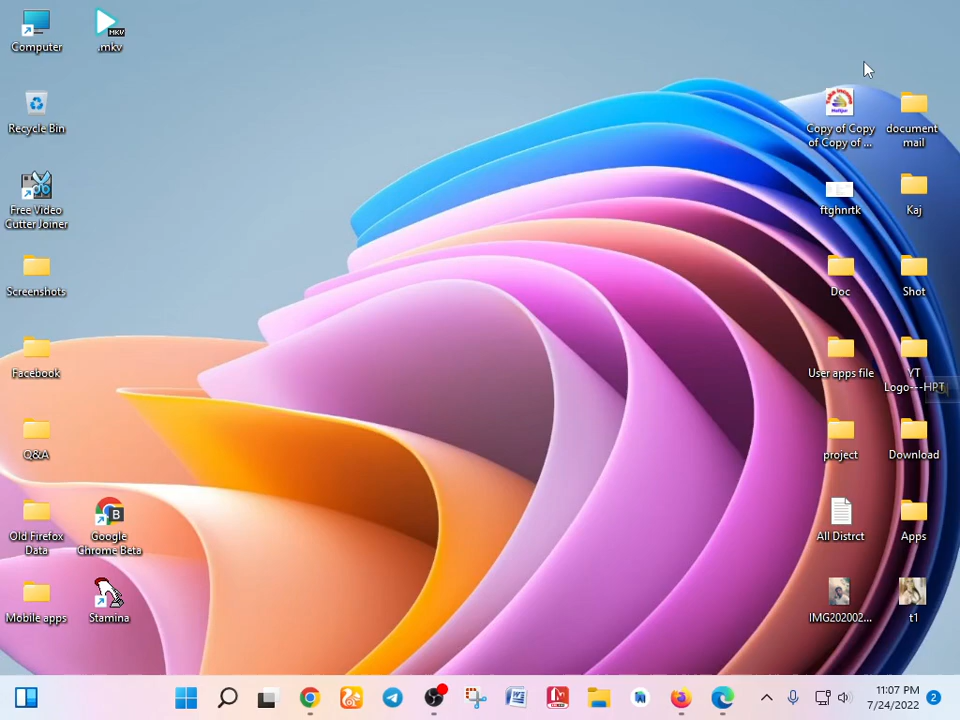 Computer
.mkv
Recycle Bin
Free Video
Cutter Joiner
Screenshots
Facebook
Q&A
Old Firefox
Data
Google
Chrome Beta
Mobile apps
Stamina
Copy of Copy
of Copy of ...
document
mail
ftghnrtk
Kaj
Doc
Shot
User apps file
YT
Logo---HPT
project
Download
All Distrct
Apps
IMG202002...
t1
11:07 PM
7/24/2022
2
MKV
B
W